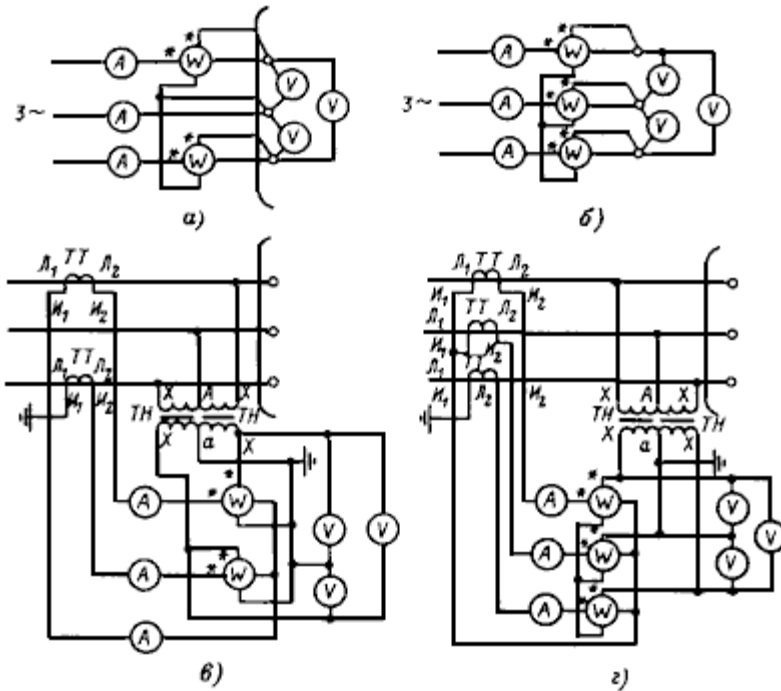 A * * W V
3~ A V V
A * * W
а)
A * * W
3~ A * * W V V
A * * W
б)
Л₁ ТТ Л₂
И₁ И₂
Л₁ ТТ Л₂
И₁ И₂
Х А Х
ТН ТН
Х а Х
A * * W V V
A * * W V
A
в)
Л₁ ТТ Л₂
И₁ И₂
Л₁ ТТ Л₂
И₁ И₂
Л₁ ТТ Л₂
И₁ И₂
Х А Х
ТН ТН
Х а Х
A * * W V V
A * W V
A * W
г)